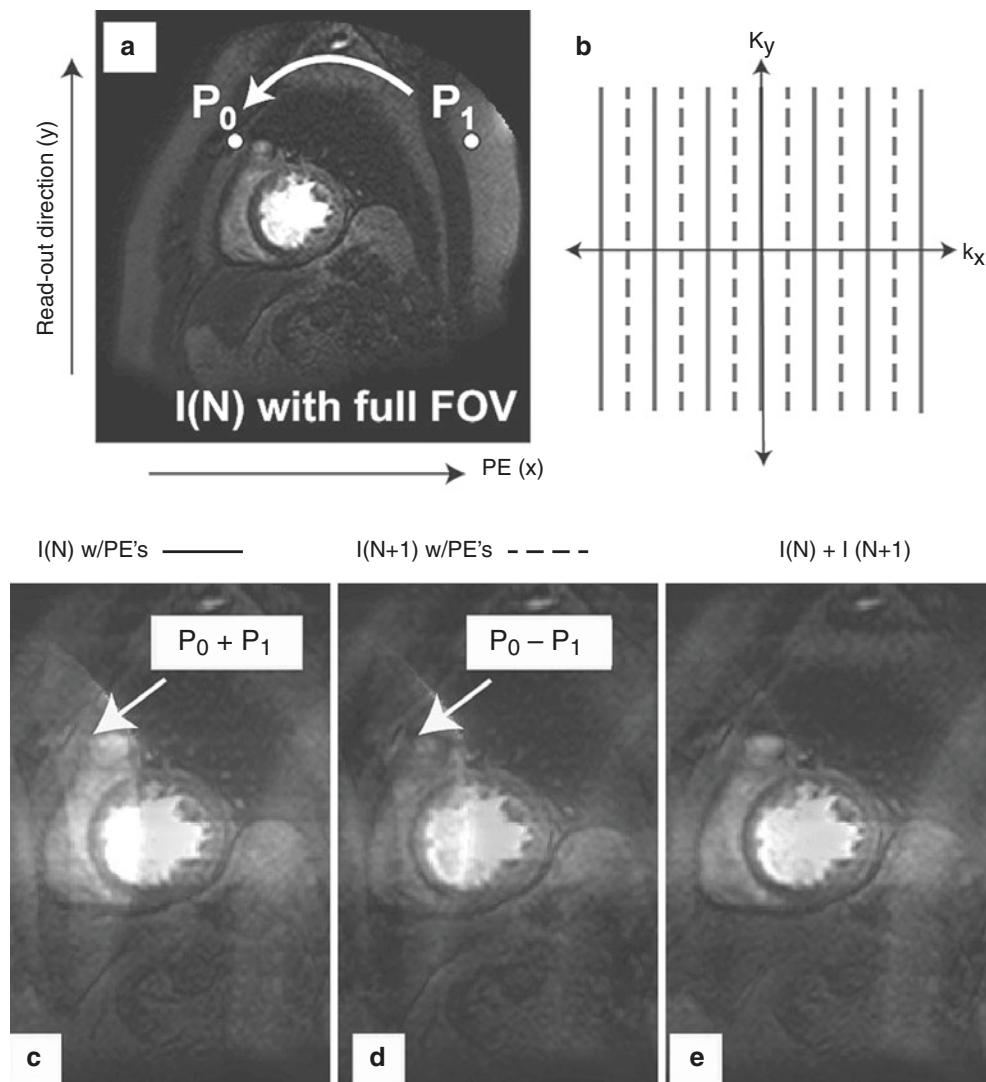 a
b
Read-out direction (y)
P0
P1
I(N) with full FOV
PE (x)
Ky
kx
I(N) w/PE's
I(N+1) w/PE's
I(N) + I (N+1)
P0 + P1
P0 – P1
c
d
e